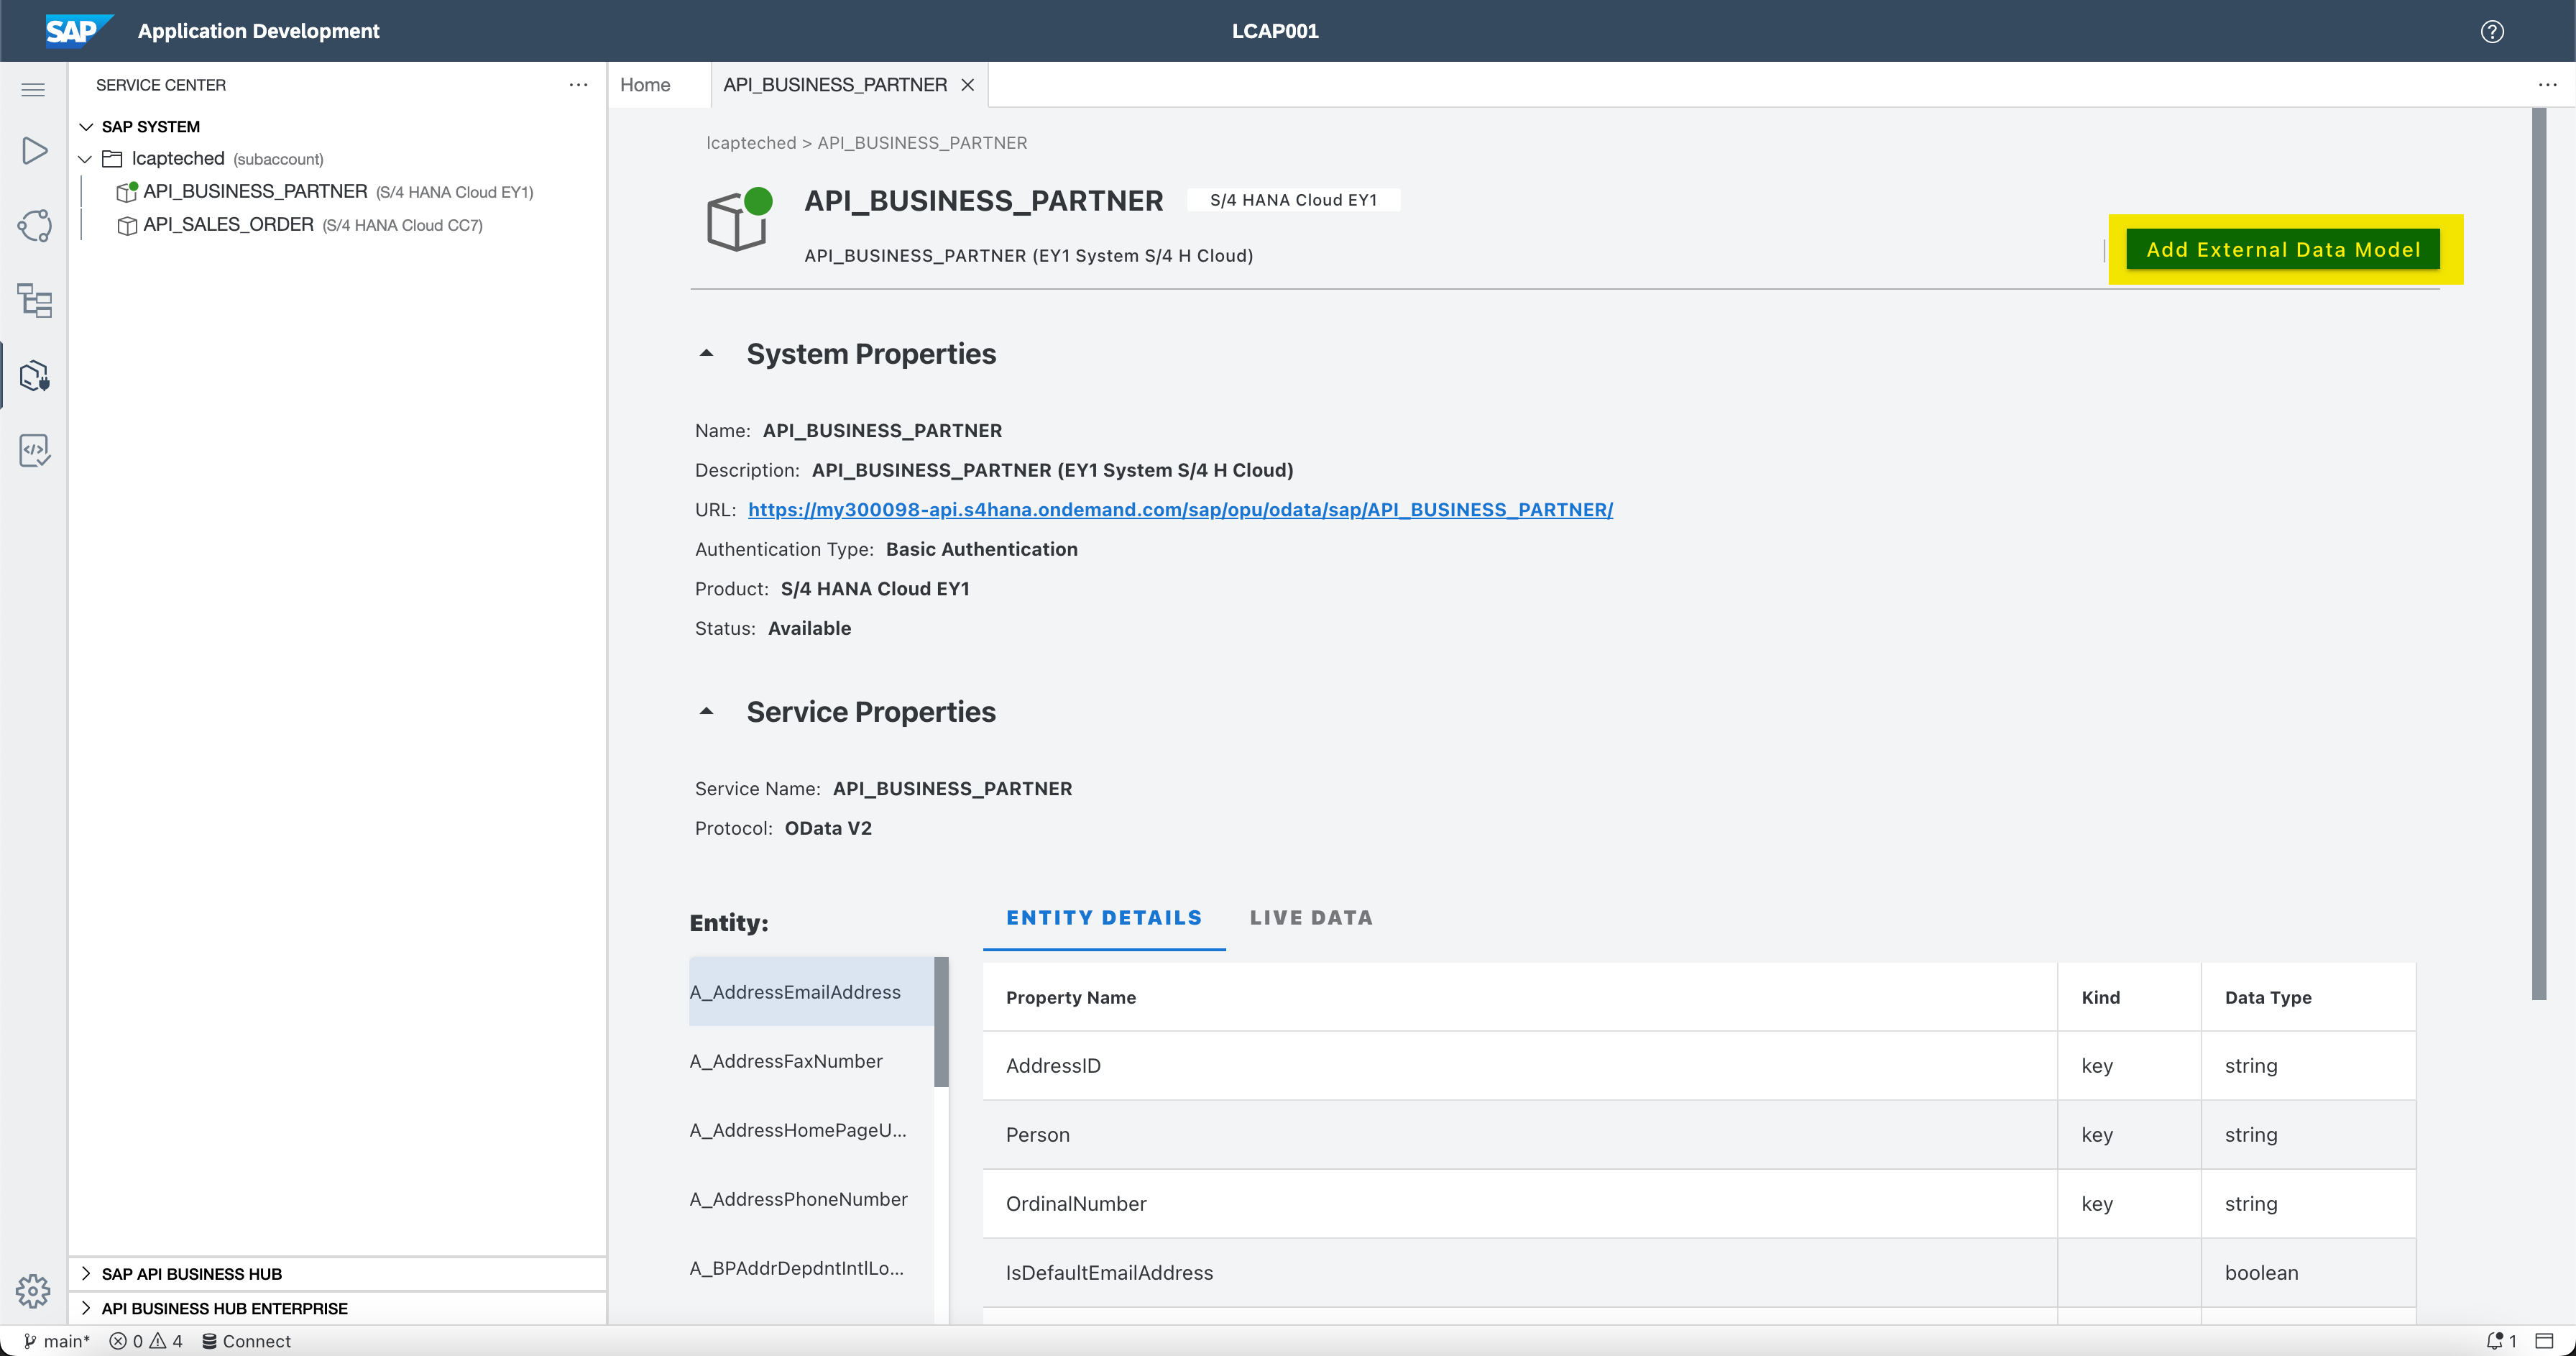 SAP Application Development
LCAP001
SERVICE CENTER
SAP SYSTEM
lcapteched (subaccount)
API_BUSINESS_PARTNER (S/4 HANA Cloud EY1)
API_SALES_ORDER (S/4 HANA Cloud CC7)
SAP API BUSINESS HUB
API BUSINESS HUB ENTERPRISE
Home
API_BUSINESS_PARTNER
lcapteched > API_BUSINESS_PARTNER
API_BUSINESS_PARTNER
S/4 HANA Cloud EY1
API_BUSINESS_PARTNER (EY1 System S/4 H Cloud)
Add External Data Model
System Properties
Name: API_BUSINESS_PARTNER
Description: API_BUSINESS_PARTNER (EY1 System S/4 H Cloud)
URL: https://my300098-api.s4hana.ondemand.com/sap/opu/odata/sap/API_BUSINESS_PARTNER/
Authentication Type: Basic Authentication
Product: S/4 HANA Cloud EY1
Status: Available
Service Properties
Service Name: API_BUSINESS_PARTNER
Protocol: OData V2
Entity:
A_AddressEmailAddress
A_AddressFaxNumber
A_AddressHomePageU...
A_AddressPhoneNumber
A_BPAddrDepdntIntlLo...
ENTITY DETAILS LIVE DATA
Property Name Kind Data Type
AddressID key string
Person key string
OrdinalNumber key string
IsDefaultEmailAddress boolean
main* 0 4 Connect
1